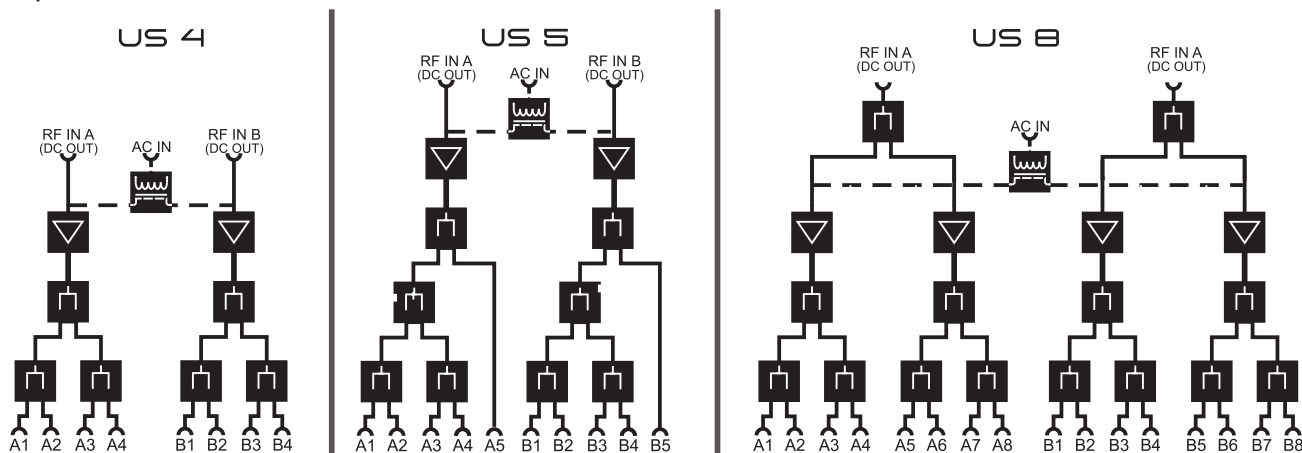 US 4
RF IN A
(DC OUT)
AC IN
RF IN B
(DC OUT)
A1 A2 A3 A4 B1 B2 B3 B4
US 5
RF IN A
(DC OUT)
AC IN
RF IN B
(DC OUT)
A1 A2 A3 A4 A5 B1 B2 B3 B4 B5
US 8
RF IN A
(DC OUT)
AC IN
RF IN A
(DC OUT)
A1 A2 A3 A4 A5 A6 A7 A8 B1 B2 B3 B4 B5 B6 B7 B8